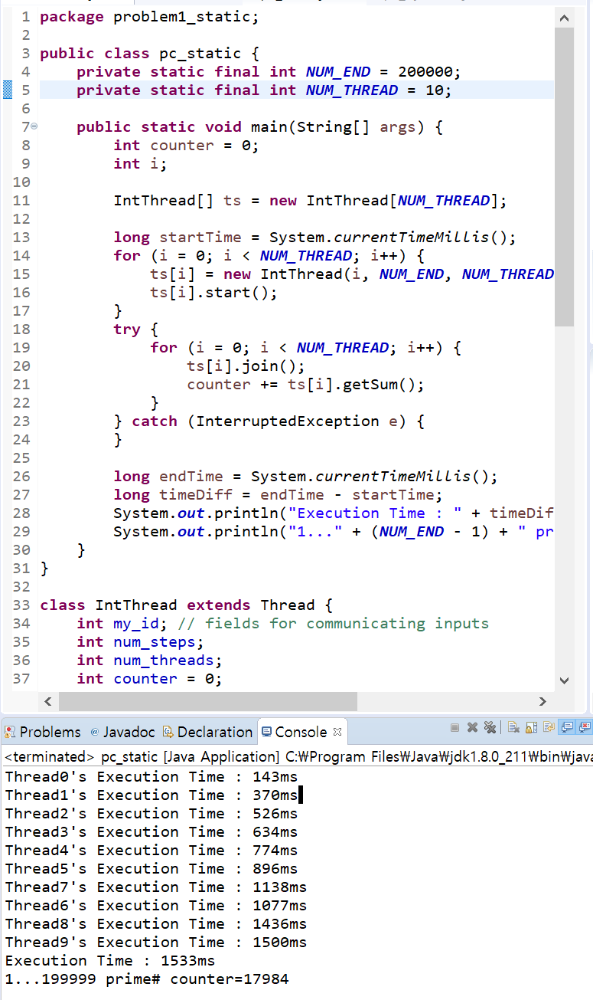 1 package problem1_static;
2
3 public class pc_static {
4     private static final int NUM_END = 200000;
5     private static final int NUM_THREAD = 10;
6
7     public static void main(String[] args) {
8         int counter = 0;
9         int i;
10
11         IntThread[] ts = new IntThread[NUM_THREAD];
12
13         long startTime = System.currentTimeMillis();
14         for (i = 0; i < NUM_THREAD; i++) {
15             ts[i] = new IntThread(i, NUM_END, NUM_THREAD
16             ts[i].start();
17         }
18         try {
19             for (i = 0; i < NUM_THREAD; i++) {
20                 ts[i].join();
21                 counter += ts[i].getSum();
22             }
23         } catch (InterruptedException e) {
24         }
25
26         long endTime = System.currentTimeMillis();
27         long timeDiff = endTime - startTime;
28         System.out.println("Execution Time : " + timeDif
29         System.out.println("1..." + (NUM_END - 1) + " pr
30     }
31 }
32
33 class IntThread extends Thread {
34     int my_id; // fields for communicating inputs
35     int num_steps;
36     int num_threads;
37     int counter = 0;
Problems @ Javadoc Declaration Console
<terminated> pc_static [Java Application] C:₩Program Files₩Java₩jdk1.8.0_211₩bin₩java
Thread0's Execution Time : 143ms
Thread1's Execution Time : 370ms
Thread2's Execution Time : 526ms
Thread3's Execution Time : 634ms
Thread4's Execution Time : 774ms
Thread5's Execution Time : 896ms
Thread7's Execution Time : 1138ms
Thread6's Execution Time : 1077ms
Thread8's Execution Time : 1436ms
Thread9's Execution Time : 1500ms
Execution Time : 1533ms
1...199999 prime# counter=17984